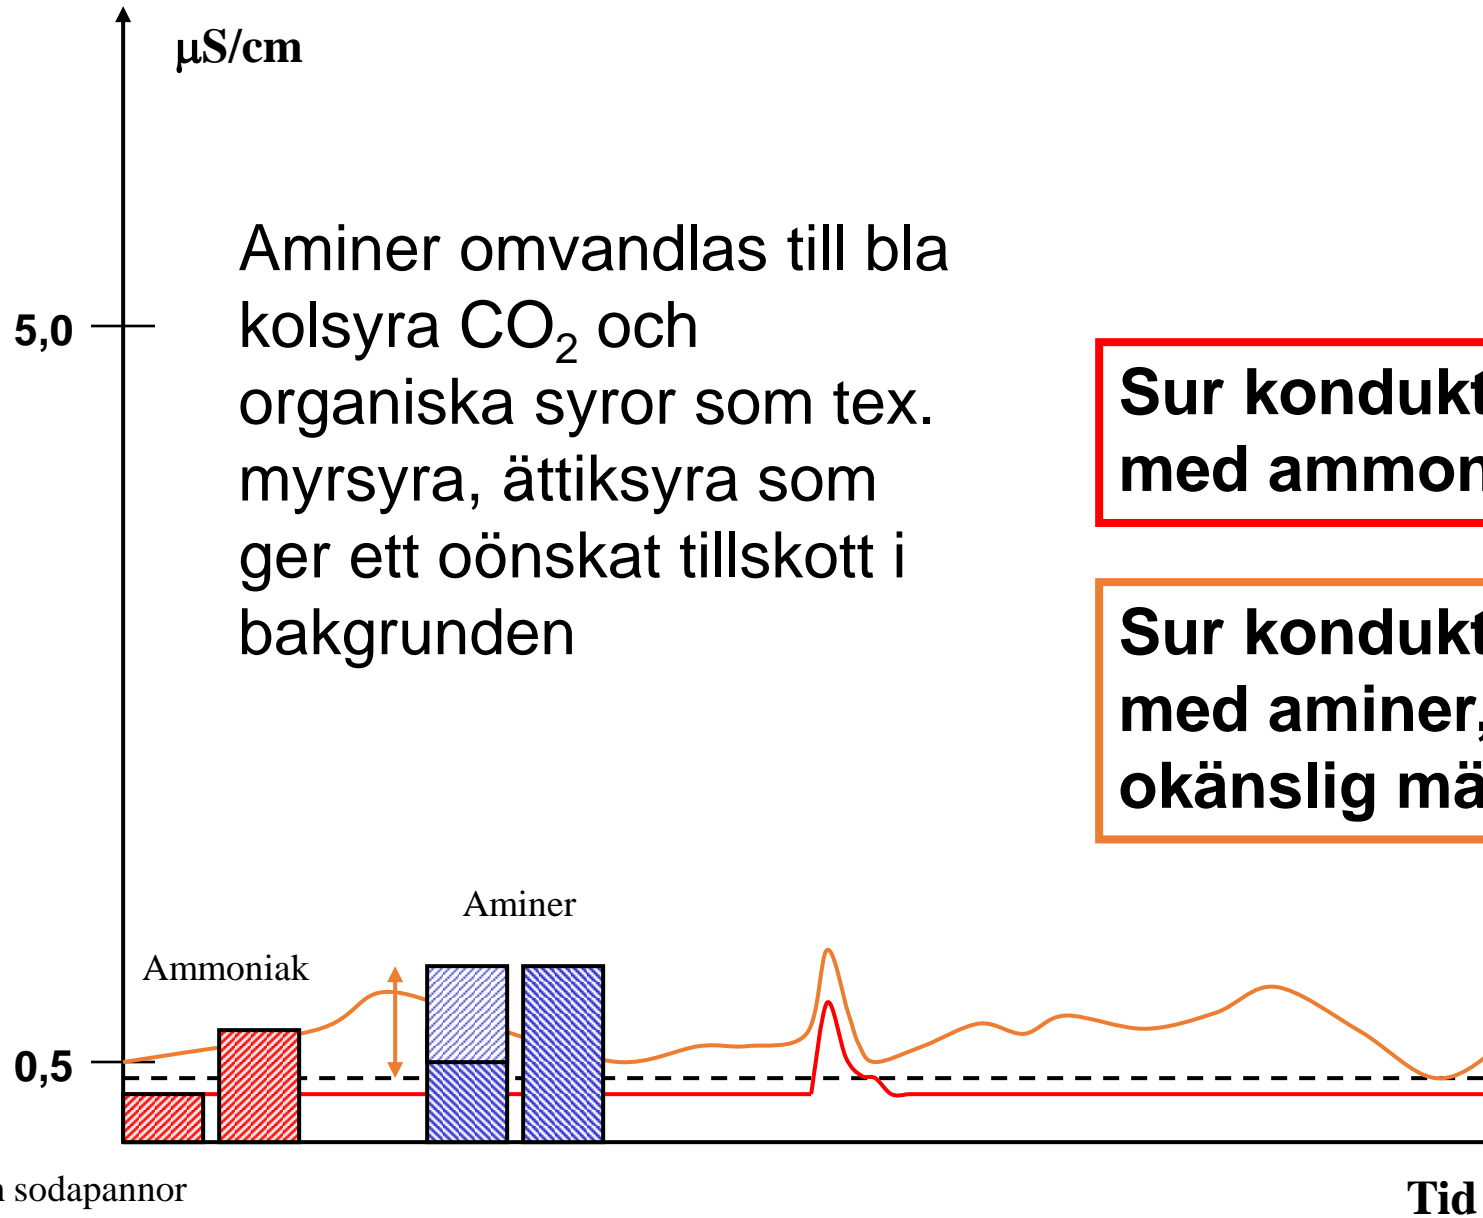 μS/cm
Aminer omvandlas till bla
kolsyra CO₂ och
organiska syror som tex.
myrsyra, ättiksyra som
ger ett oönskat tillskott i
bakgrunden
5,0
Sur kondukt
med ammon
Sur kondukt
med aminer,
okänslig mä
Aminer
Ammoniak
0,5
sodapannor
Tid